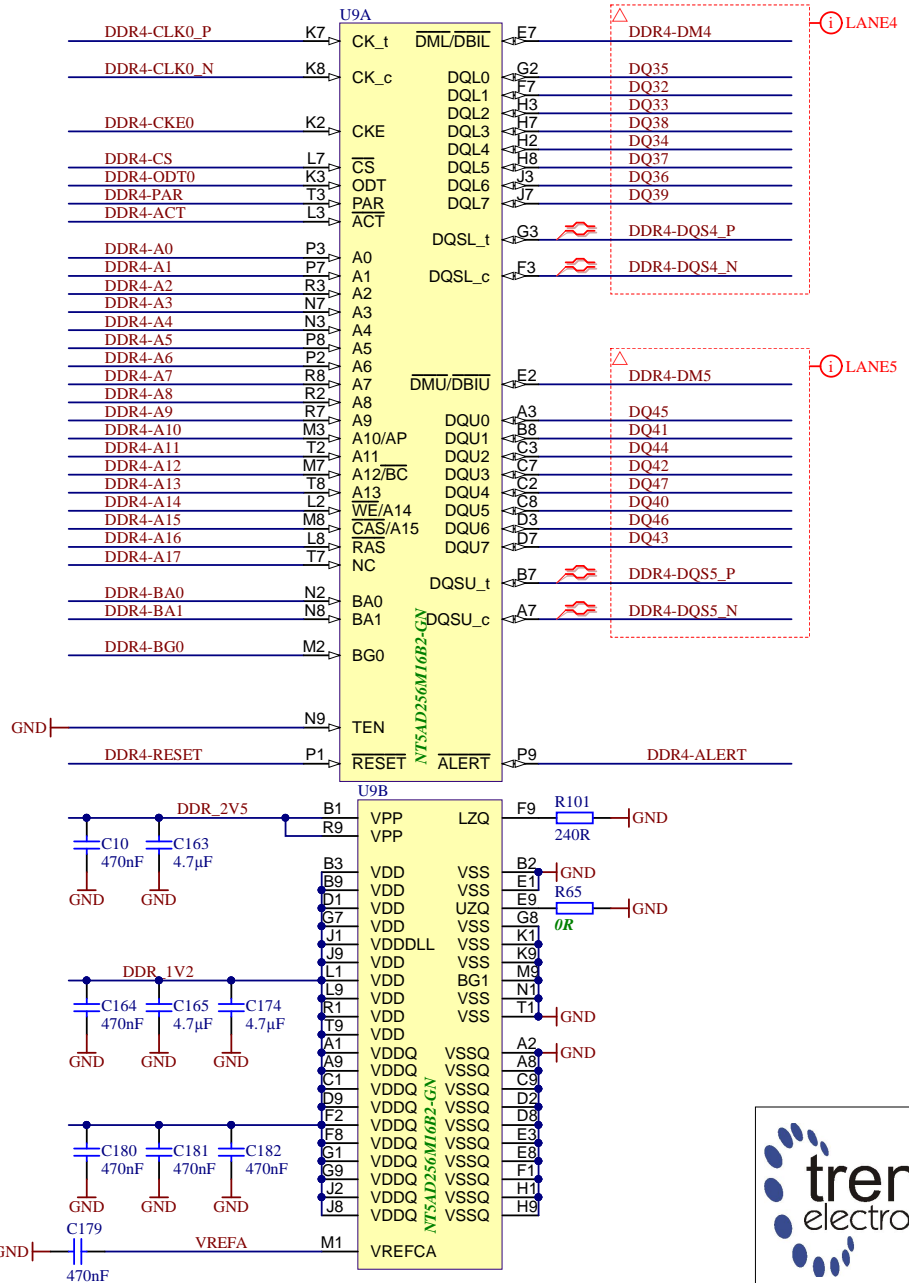 U9A
DDR4-CLK0_P K7 CK_t DML/DBIL E7 DDR4-DM4 i LANE4
DDR4-CLK0_N K8 CK_c DQL0 G2 DQ35
DQL1 F7 DQ32
DQL2 H3 DQ33
DDR4-CKE0 K2 CKE DQL3 H7 DQ38
DQL4 H2 DQ34
DDR4-CS L7 CS DQL5 H8 DQ37
DDR4-ODT0 K3 ODT DQL6 J3 DQ36
DDR4-PAR T3 PAR DQL7 J7 DQ39
DDR4-ACT L3 ACT
DQSL_t G3 DDR4-DQS4_P
DDR4-A0 P3 A0
DDR4-A1 P7 A1 DQSL_c F3 DDR4-DQS4_N
DDR4-A2 R3 A2
DDR4-A3 N7 A3
DDR4-A4 N3 A4
DDR4-A5 P8 A5
DDR4-A6 P2 A6 i LANE5
DDR4-A7 R8 A7 DMU/DBIU E2 DDR4-DM5
DDR4-A8 R2 A8
DDR4-A9 R7 A9 DQU0 A3 DQ45
DDR4-A10 M3 A10/AP DQU1 B8 DQ41
DDR4-A11 T2 A11 DQU2 C3 DQ44
DDR4-A12 M7 A12/BC DQU3 C7 DQ42
DDR4-A13 T8 A13 DQU4 C2 DQ47
DDR4-A14 L2 WE/A14 DQU5 C8 DQ40
DDR4-A15 M8 CAS/A15 DQU6 D3 DQ46
DDR4-A16 L8 RAS DQU7 D7 DQ43
DDR4-A17 T7 NC
DQSU_t B7 DDR4-DQS5_P
DDR4-BA0 N2 BA0
DDR4-BA1 N8 BA1 DQSU_c A7 DDR4-DQS5_N
DDR4-BG0 M2 BG0
NT5AD256M16B2-GN
GND N9 TEN
DDR4-RESET P1 RESET ALERT P9 DDR4-ALERT
U9B
DDR_2V5 B1 VPP LZQ F9 R101 240R GND
R9 VPP
C10 470nF GND
C163 4.7µF GND
B3 VDD VSS B2 GND
B9 VDD VSS E1
D1 VDD UZQ E9 R65 0R GND
G7 VDD VSS G8
J1 VDDDLL VSS K1
J9 VDD VSS K9
DDR_1V2 L1 VDD BG1 M9
L9 VDD VSS N1
R1 VDD VSS T1 GND
T9 VDD
C164 470nF GND
C165 4.7µF GND
C174 4.7µF GND
A1 VDDQ VSSQ A2 GND
A9 VDDQ VSSQ A8
C1 VDDQ VSSQ C9
D9 VDDQ VSSQ D2
F2 VDDQ VSSQ D8
F8 VDDQ VSSQ E3
G1 VDDQ VSSQ E8
G9 VDDQ VSSQ F1
J2 VDDQ VSSQ H1
J8 VDDQ VSSQ H9
C180 470nF GND
C181 470nF GND
C182 470nF GND
NT5AD256M16B2-GN
GND C179 470nF VREFA M1 VREFCA
tren
electro